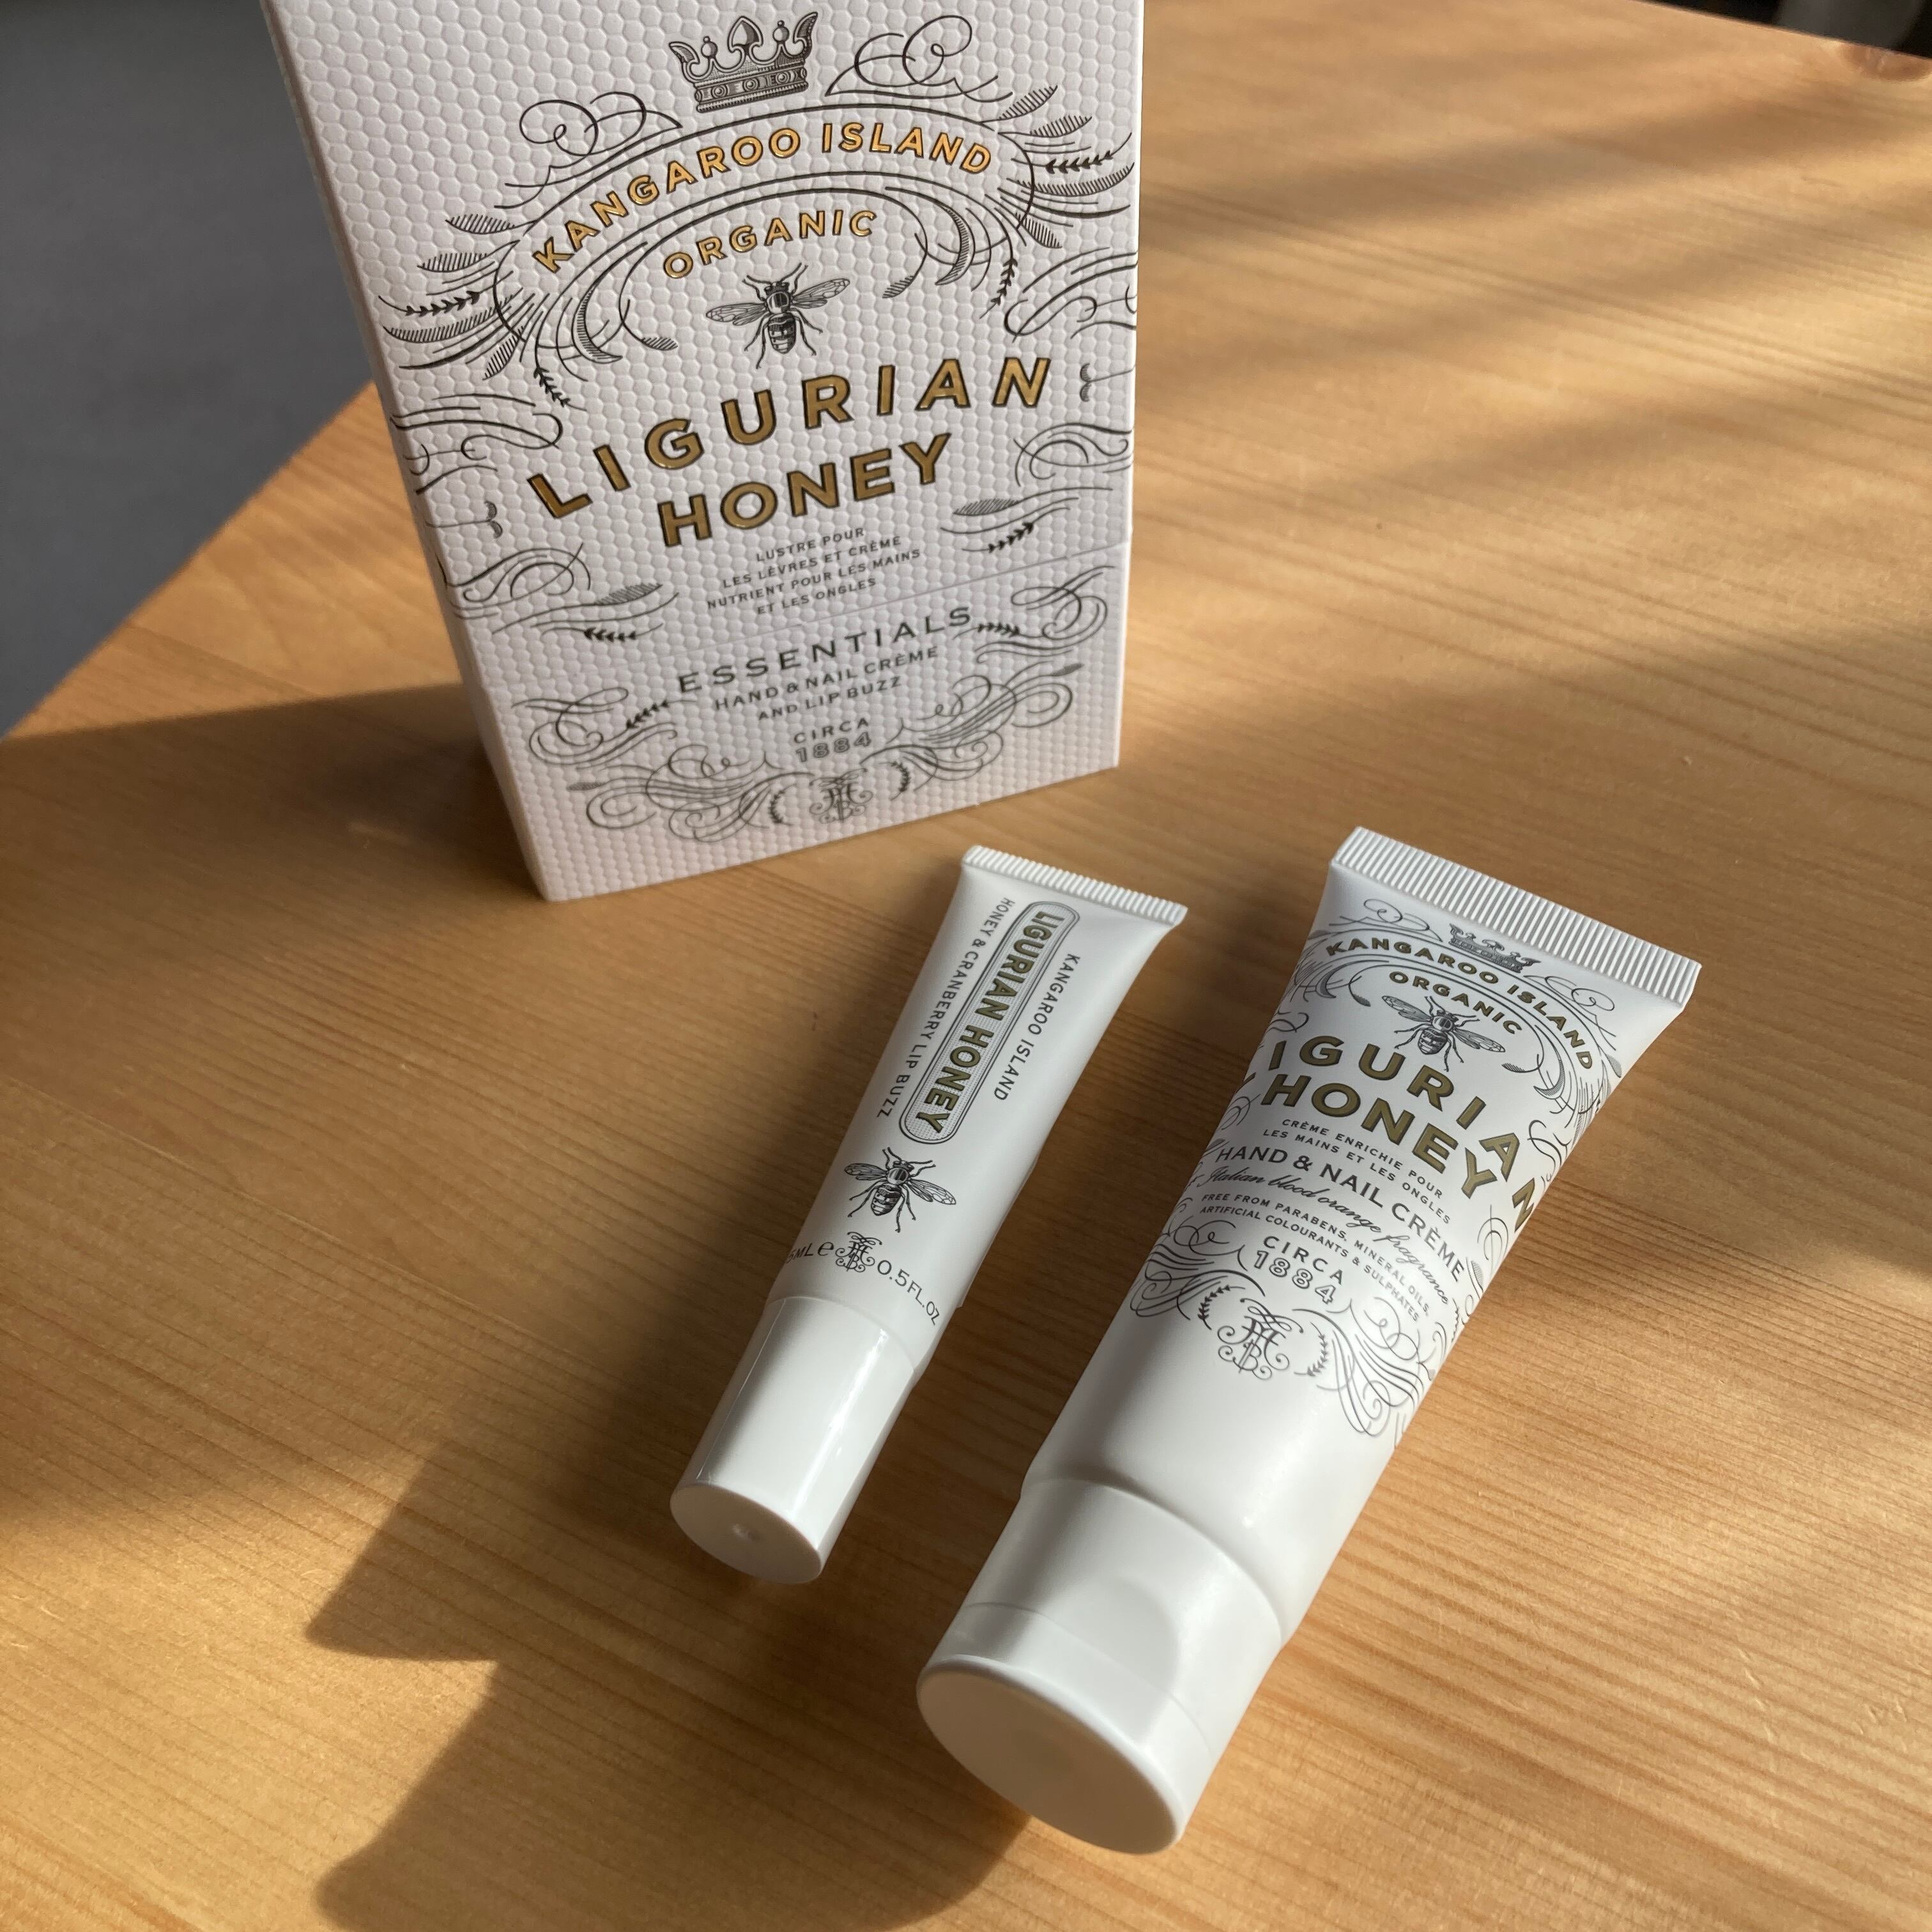 KANGAROO ISLAND
ORGANIC
LIGURIAN
HONEY
LUSTRE POUR
LES LÈVRES ET CRÈME
NUTRIENT POUR LES MAINS
ET LES ONGLES
ESSENTIALS
HAND & NAIL CRÈME
AND LIP BUZZ
CIRCA
1884
KANGAROO ISLAND
LIGURIAN HONEY
HONEY & CRANBERRY LIP BUZZ
ML e 0.5FL.OZ
KANGAROO ISLAND
ORGANIC
LIGURIAN
HONEY
CRÈME ENRICHIE POUR
LES MAINS ET LES ONGLES
HAND & NAIL CRÈME
Italian blood orange fragrance
FREE FROM PARABENS, MINERAL OILS,
ARTIFICIAL COLOURANTS & SULPHATES
CIRCA
1884